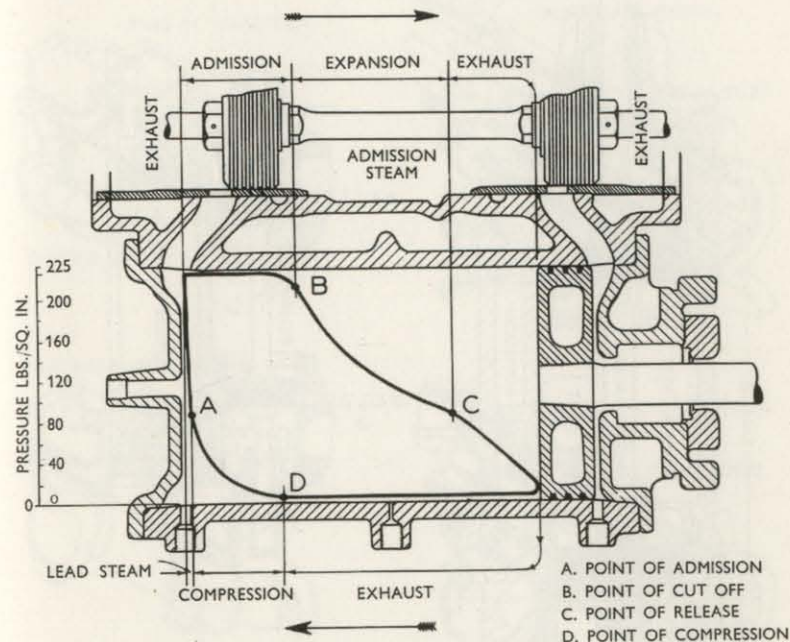 ADMISSION EXPANSION EXHAUST
EXHAUST
EXHAUST
ADMISSION
STEAM
225
200
160
120
80
40
0
0
PRESSURE LBS./SQ. IN.
B
A
C
D
LEAD STEAM
COMPRESSION
EXHAUST
A. POINT OF ADMISSION
B. POINT OF CUT OFF
C. POINT OF RELEASE
D. POINT OF COMPRESSION